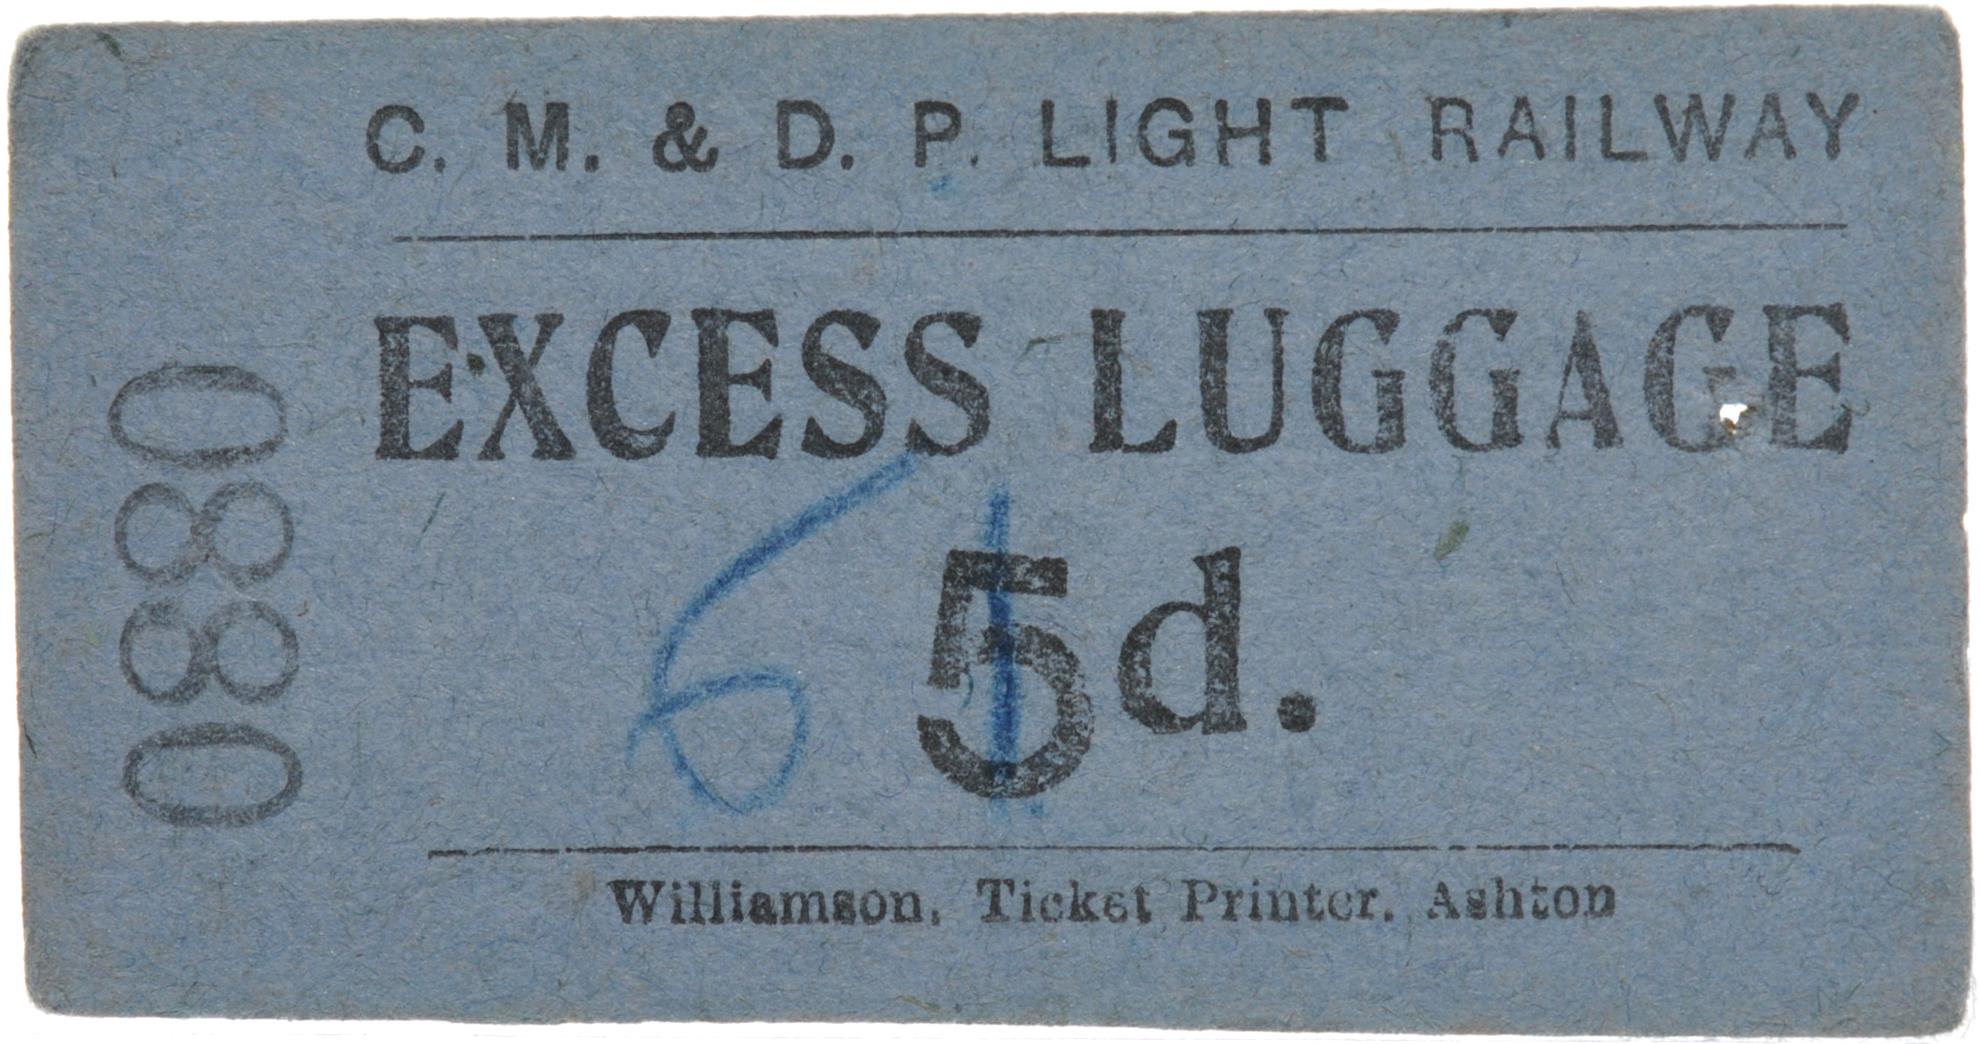 C. M. & D. P. LIGHT RAILWAY
EXCESS LUGGAGE
6
5d.
Williamson, Ticket Printer, Ashton
0880